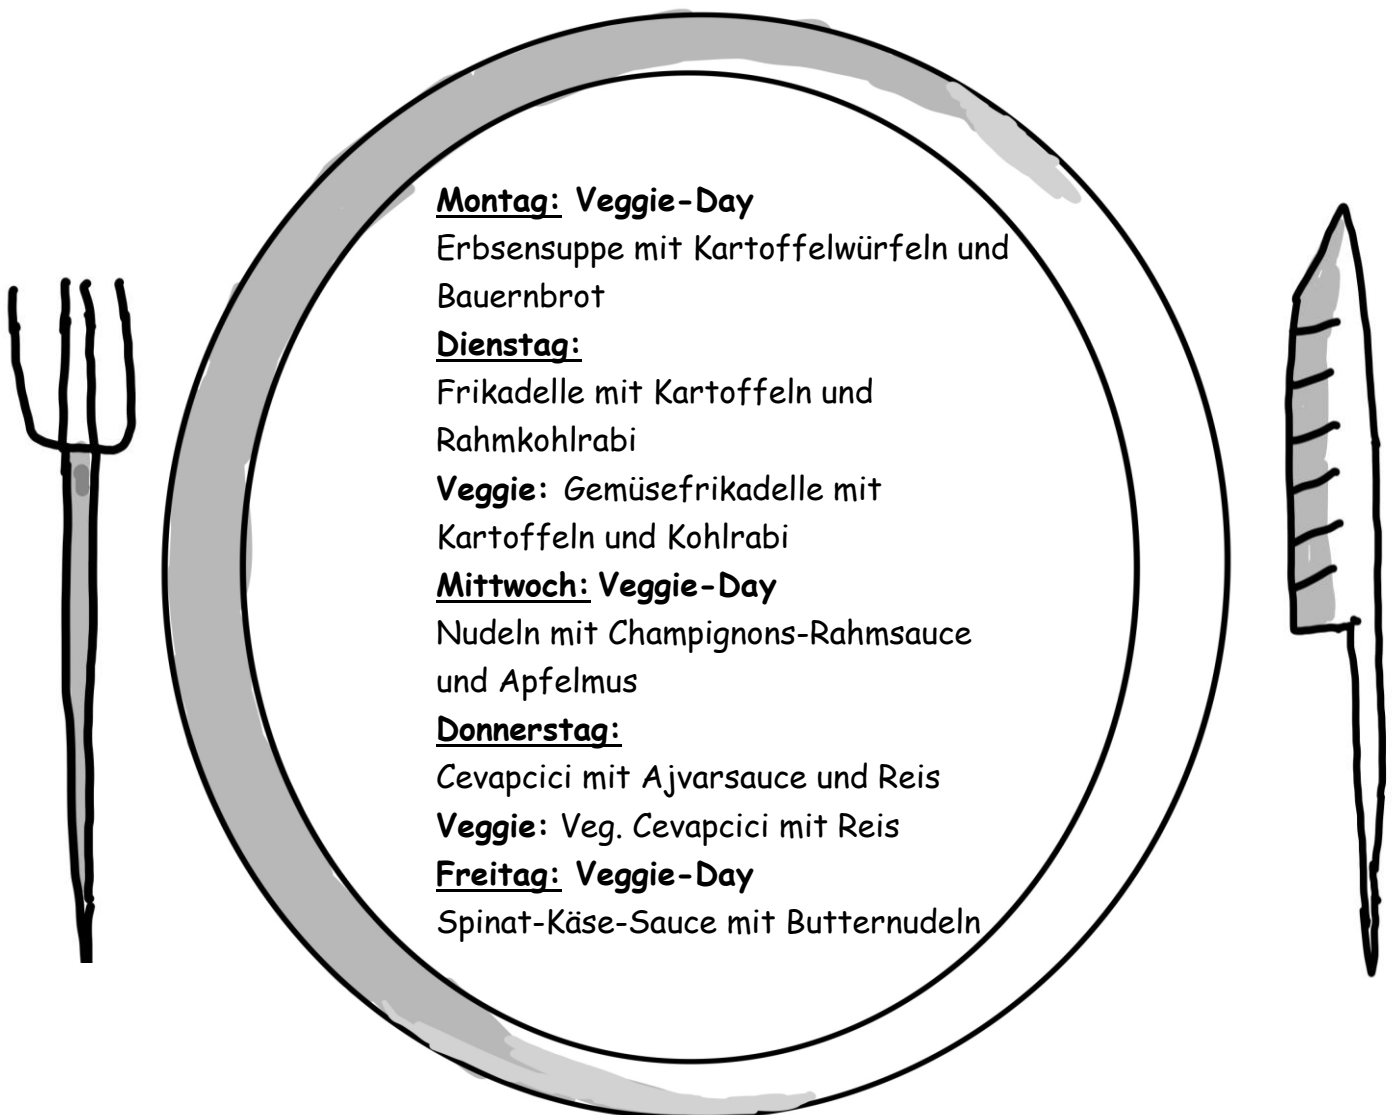 Montag: Veggie-Day
Erbsensuppe mit Kartoffelwürfeln und
Bauernbrot
Dienstag:
Frikadelle mit Kartoffeln und
Rahmkohlrabi
Veggie: Gemüsefrikadelle mit
Kartoffeln und Kohlrabi
Mittwoch: Veggie-Day
Nudeln mit Champignons-Rahmsauce
und Apfelmus
Donnerstag:
Cevapcici mit Ajvarsauce und Reis
Veggie: Veg. Cevapcici mit Reis
Freitag: Veggie-Day
Spinat-Käse-Sauce mit Butternudeln